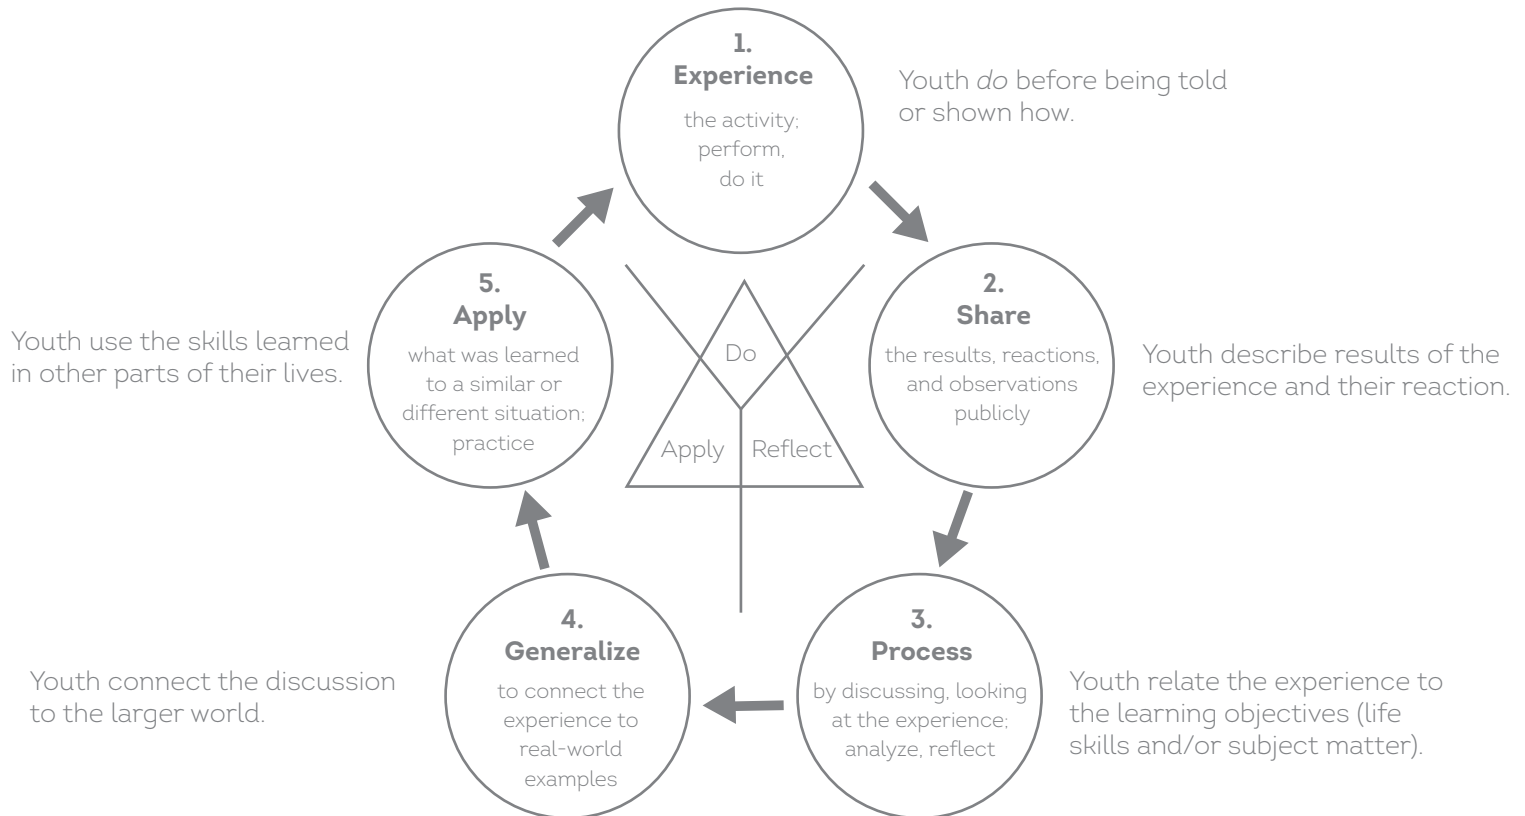 1.
Experience
the activity;
perform,
do it
Youth do before being told
or shown how.
2.
Share
the results, reactions,
and observations
publicly
Youth describe results of the
experience and their reaction.
3.
Process
by discussing, looking
at the experience;
analyze, reflect
Youth relate the experience to
the learning objectives (life
skills and/or subject matter).
4.
Generalize
to connect the
experience to
real-world
examples
Youth connect the discussion
to the larger world.
5.
Apply
what was learned
to a similar or
different situation;
practice
Youth use the skills learned
in other parts of their lives.
Do
Reflect
Apply